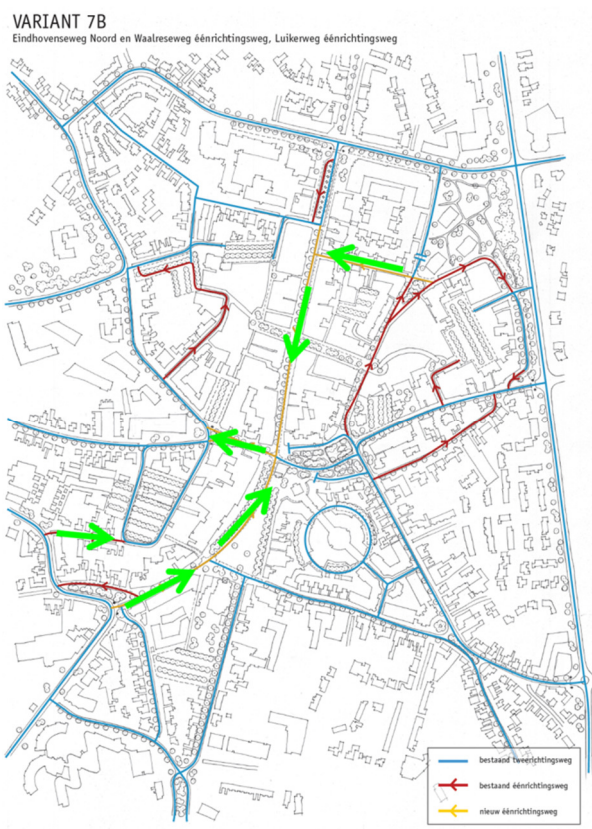 VARIANT 7B
Eindhovenseweg Noord en Waalreseweg éénrichtingsweg, Luikerweg éénrichtingsweg
bestaand tweerichtingsweg
bestaand éénrichtingsweg
nieuw éénrichtingsweg